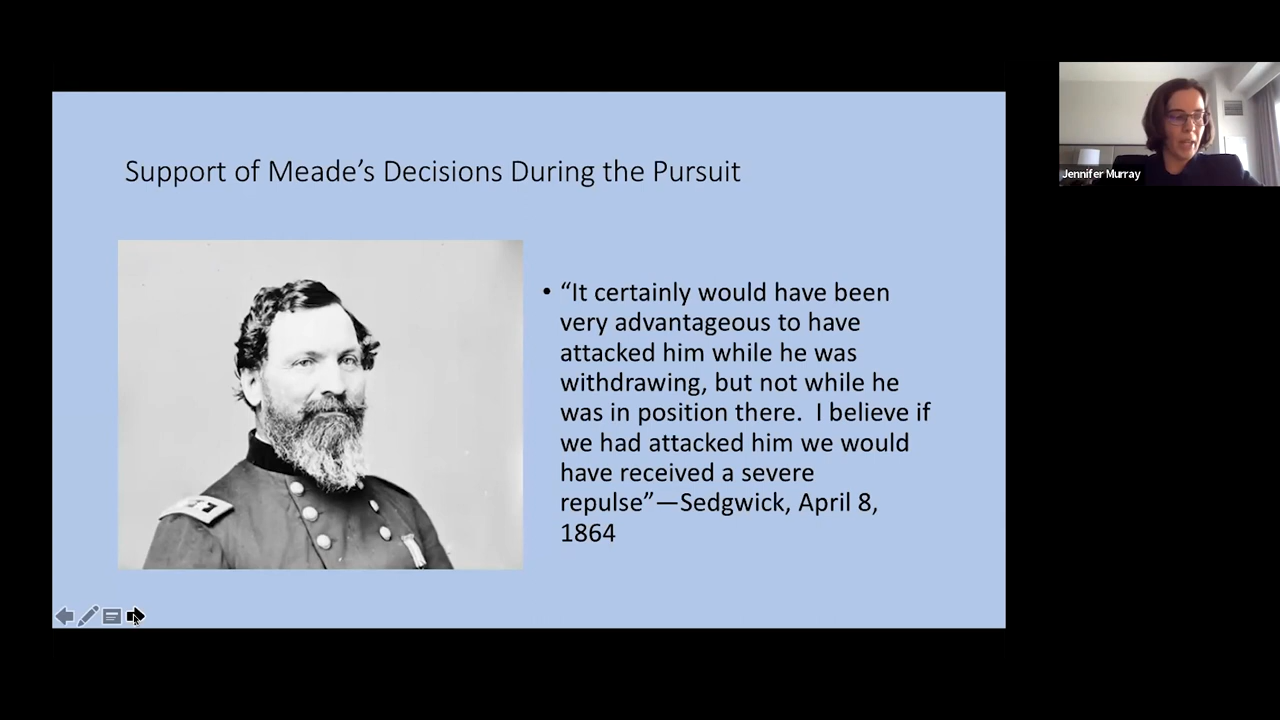 Support of Meade’s Decisions During the Pursuit
• “It certainly would have been
very advantageous to have
attacked him while he was
withdrawing, but not while he
was in position there.  I believe if
we had attacked him we would
have received a severe
repulse”—Sedgwick, April 8,
1864
Jennifer Murray